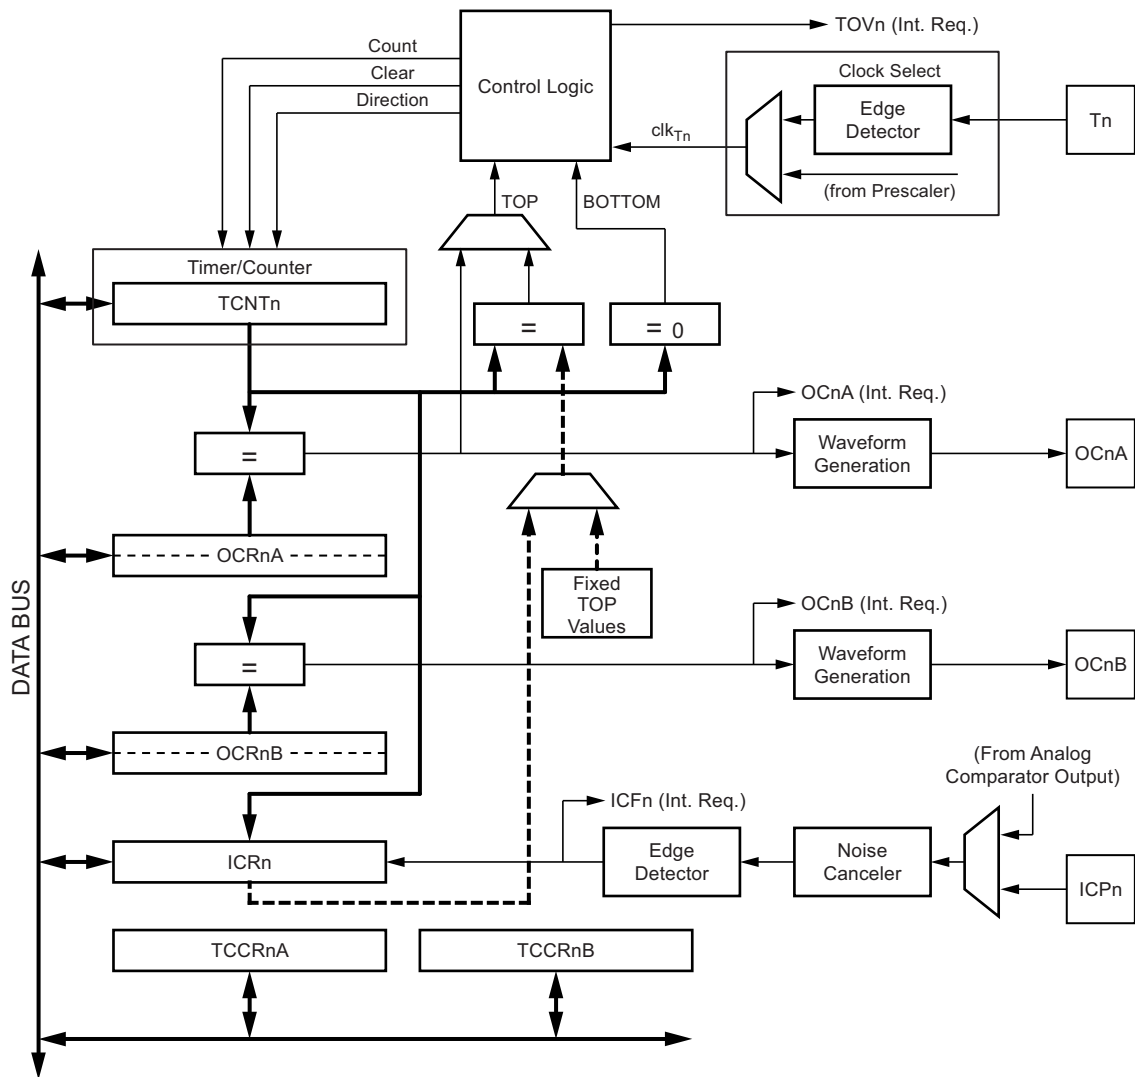 TOVn (Int. Req.)
Count
Clear
Direction
Control Logic
Clock Select
Edge
Detector
Tn
clkTn
(from Prescaler)
TOP
BOTTOM
Timer/Counter
TCNTn
=
= 0
OCnA (Int. Req.)
=
Waveform
Generation
OCnA
OCRnA
Fixed
TOP
Values
DATA BUS
OCnB (Int. Req.)
=
Waveform
Generation
OCnB
OCRnB
(From Analog
Comparator Output)
ICFn (Int. Req.)
ICRn
Edge
Detector
Noise
Canceler
ICPn
TCCRnA
TCCRnB